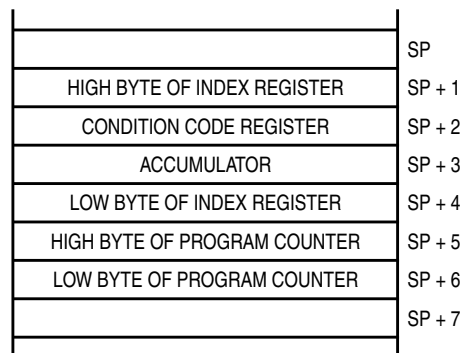 SP
HIGH BYTE OF INDEX REGISTER SP + 1
CONDITION CODE REGISTER SP + 2
ACCUMULATOR SP + 3
LOW BYTE OF INDEX REGISTER SP + 4
HIGH BYTE OF PROGRAM COUNTER SP + 5
LOW BYTE OF PROGRAM COUNTER SP + 6
SP + 7